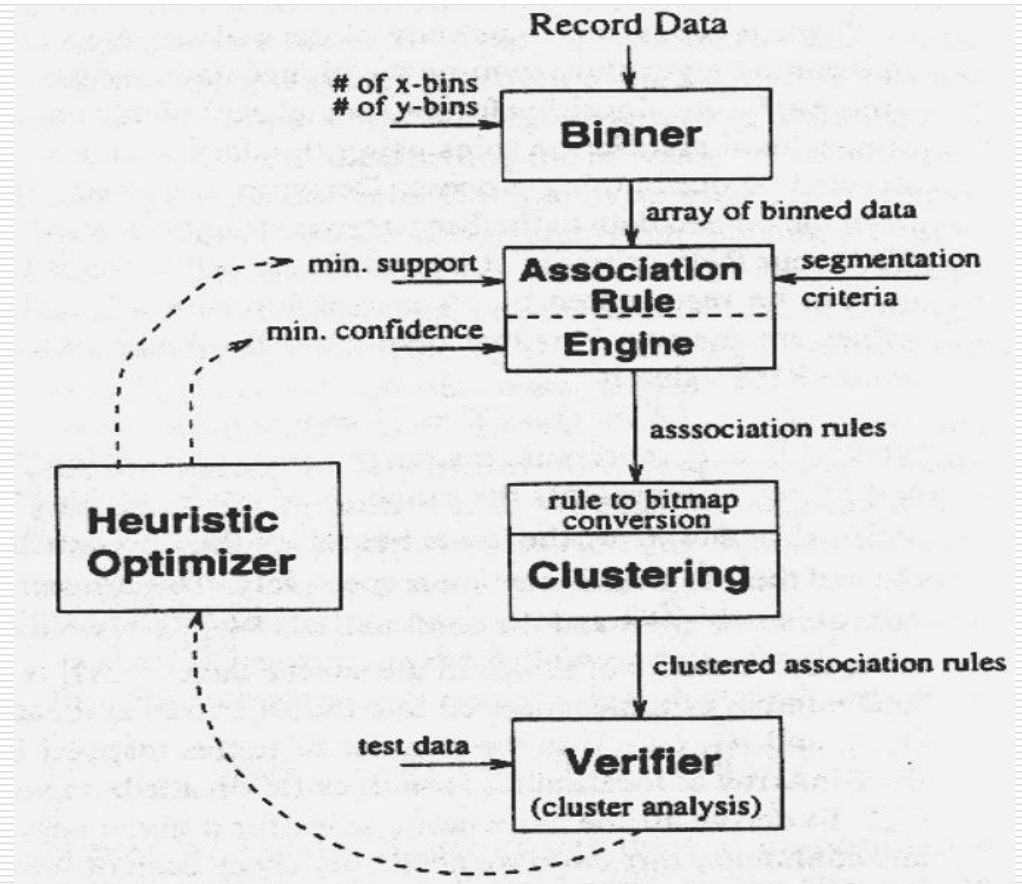 Record Data
# of x-bins
# of y-bins
Binner
array of binned data
min. support
Association
Rule
segmentation
criteria
min. confidence
Engine
asssociation rules
rule to bitmap
conversion
Clustering
Heuristic
Optimizer
clustered association rules
test data
Verifier
(cluster analysis)